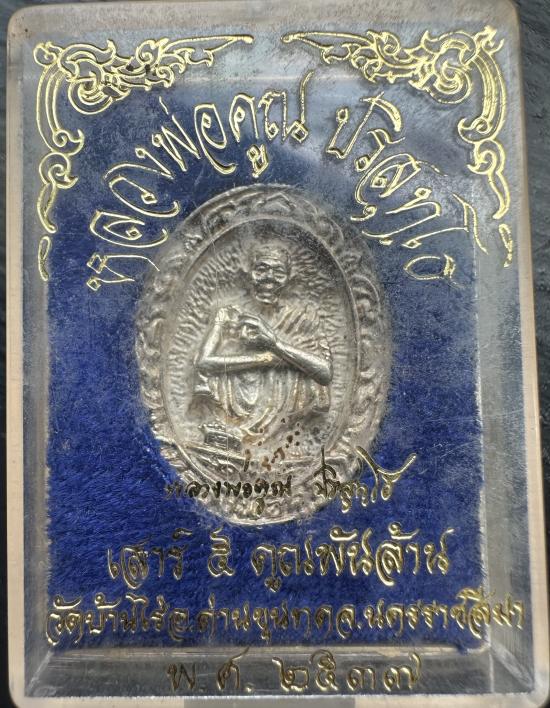 หลวงพ่อคูณ ปริสุทฺโธ
หลวงพ่อคูณ ปริสุทฺโธ
เสาร์ ๕ คูณพันล้าน
วัดบ้านไร่ อ.ด่านขุนทด จ.นครราชสีมา
พ.ศ. ๒๕๓๗